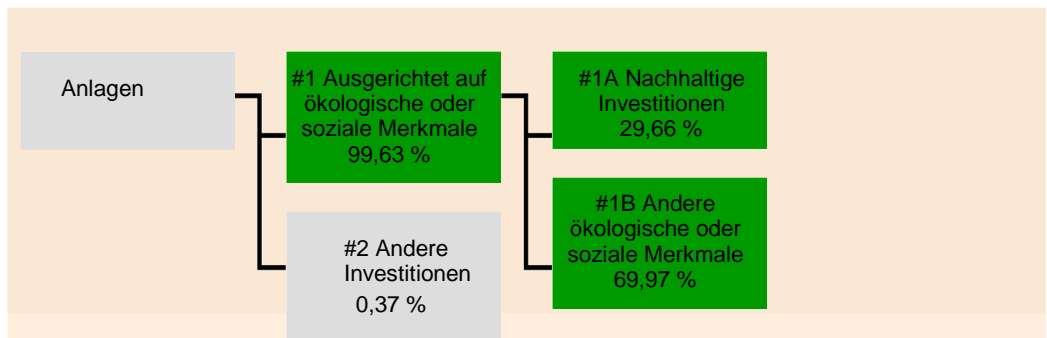 Anlagen
#1 Ausgerichtet auf
ökologische oder
soziale Merkmale
99,63 %
#2 Andere
Investitionen
0,37 %
#1A Nachhaltige
Investitionen
29,66 %
#1B Andere
ökologische oder
soziale Merkmale
69,97 %